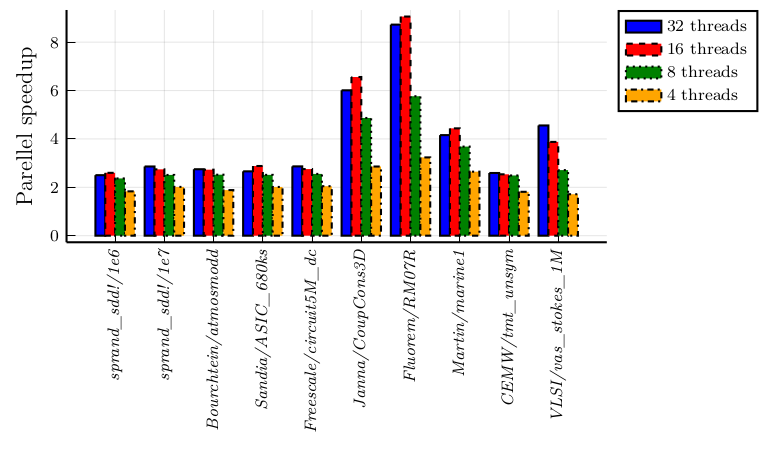 Parellel speedup
8
6
4
2
0
sprand_sdd!/1e6
sprand_sdd!/1e7
Bourchtein/atmosmodd
Sandia/ASIC_680ks
Freescale/circuit5M_dc
Janna/CoupCons3D
Fluorem/RM07R
Martin/marine1
CEMW/tmt_unsym
VLSI/vas_stokes_1M
32 threads
16 threads
8 threads
4 threads